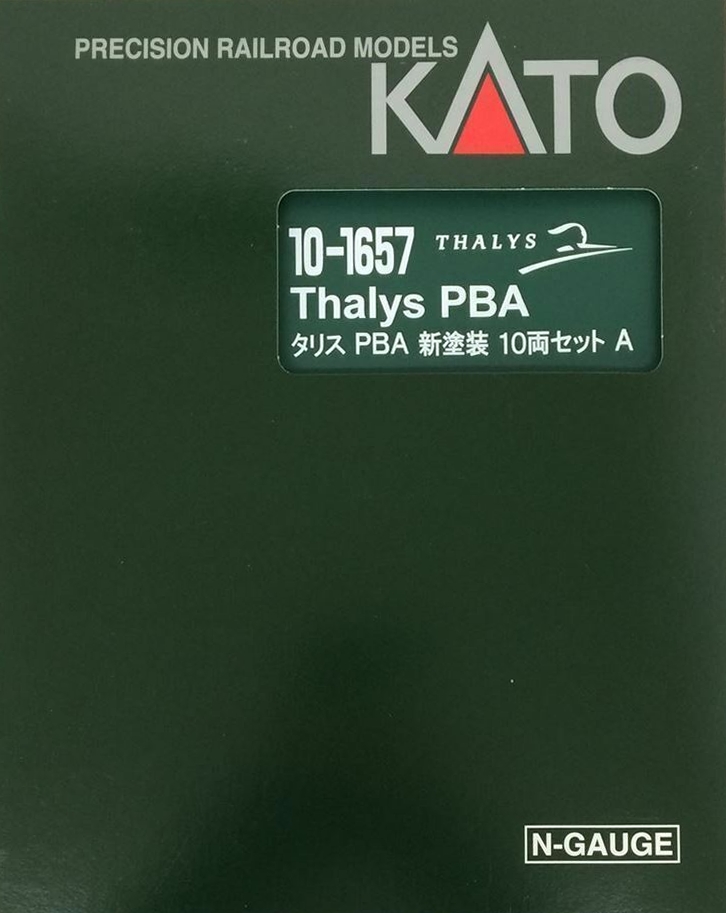 PRECISION RAILROAD MODELS
KATO
10-1657 THALYS
Thalys PBA
タリス PBA 新塗装 10両セット A
N-GAUGE